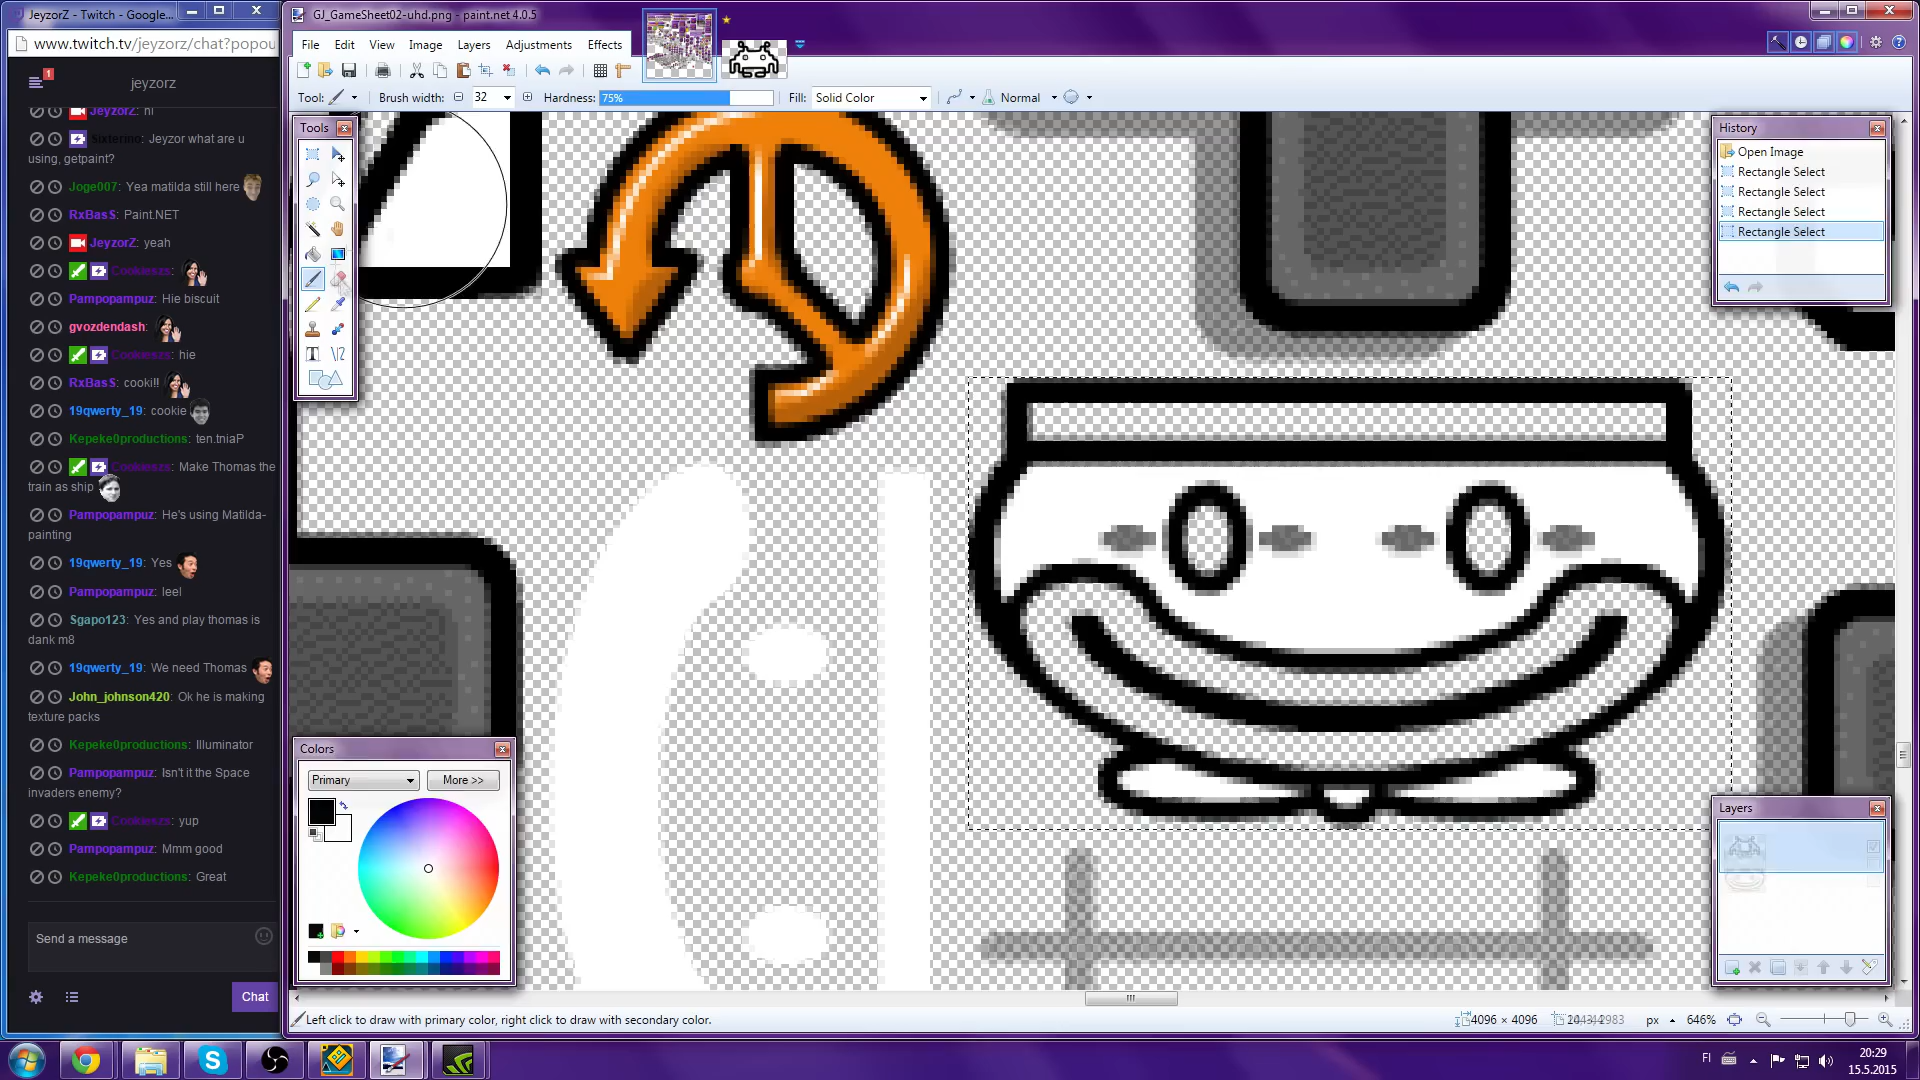 JeyzorZ - Twitch - Google...
www.twitch.tv/jeyzorz/chat?popou
1
jeyzorz
JeyzorZ: hi
Sixtermo: Jeyzor what are u
using, getpaint?
Joge007: Yea matilda still here
RxBasS: Paint.NET
JeyzorZ: yeah
Cookieszs:
Pampopampuz: Hie biscuit
gvozdendash:
Cookieszs: hie
RxBasS: cooki!!
19qwerty_19: cookie
Kepeke0productions: ten.tniaP
Cookieszs: Make Thomas the
train as ship
Pampopampuz: He's using Matilda-
painting
19qwerty_19: Yes
Pampopampuz: leel
Sgapo123: Yes and play thomas is
dank m8
19qwerty_19: We need Thomas
John_johnson420: Ok he is making
texture packs
Kepeke0productions: Illuminator
Pampopampuz: Isn't it the Space
invaders enemy?
Cookieszs: yup
Pampopampuz: Mmm good
Kepeke0productions: Great
Send a message
Chat
GJ_GameSheet02-uhd.png - paint.net 4.0.5
File Edit View Image Layers Adjustments Effects
Tool: Brush width: 32 Hardness: 75% Fill: Solid Color Normal
Tools
History
Open Image
Rectangle Select
Rectangle Select
Rectangle Select
Rectangle Select
Colors
Primary More >>
Layers
Left click to draw with primary color, right click to draw with secondary color.
4096 × 4096
px
646%
FI
20:29
15.5.2015